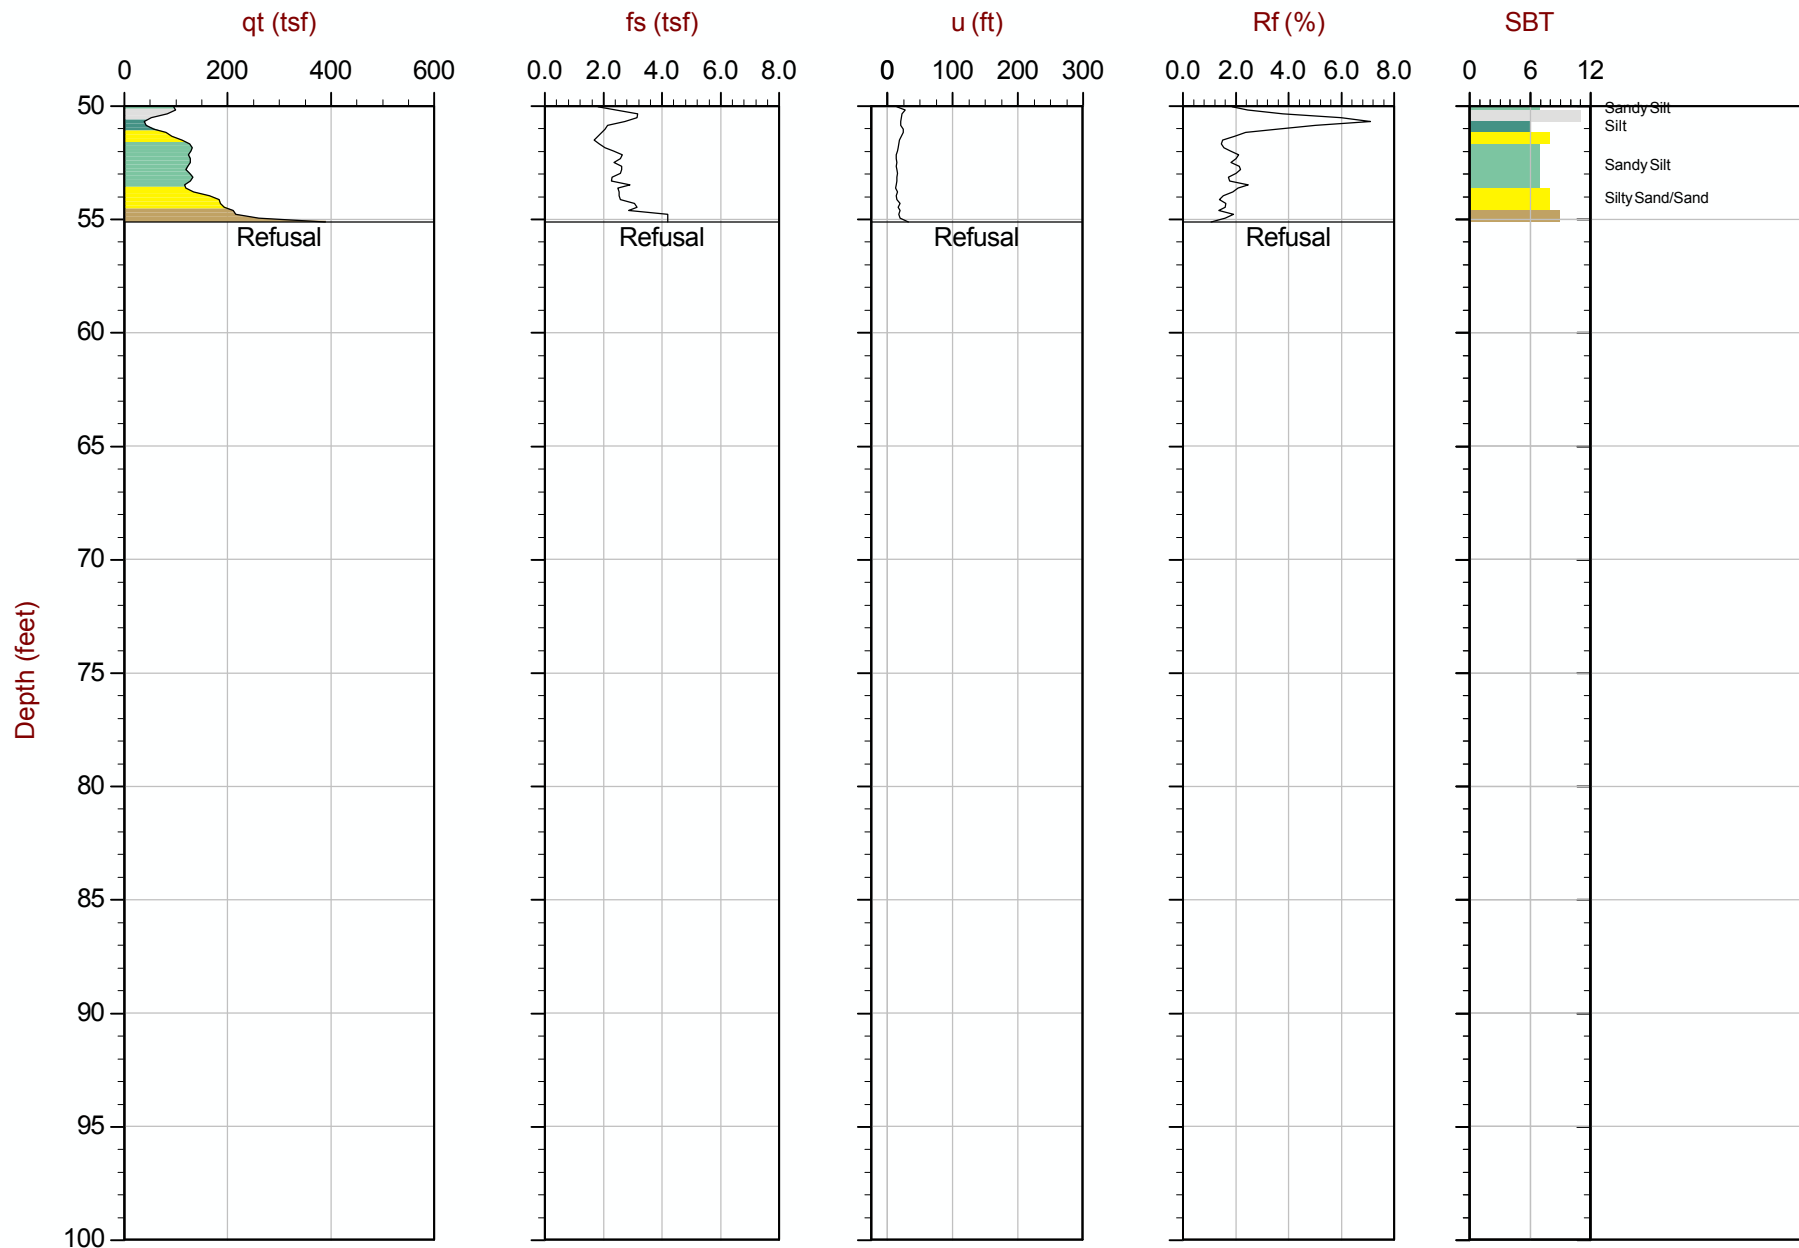 qt (tsf) fs (tsf) u (ft) Rf (%) SBT
0 200 400 600 0.0 2.0 4.0 6.0 8.0 0 100 200 300 0.0 2.0 4.0 6.0 8.0 0 6 12
50
Sandy Silt
Silt
Sandy Silt
Silty Sand/Sand
55
Refusal Refusal Refusal Refusal
60
65
70
75
Depth (feet)
80
85
90
95
100